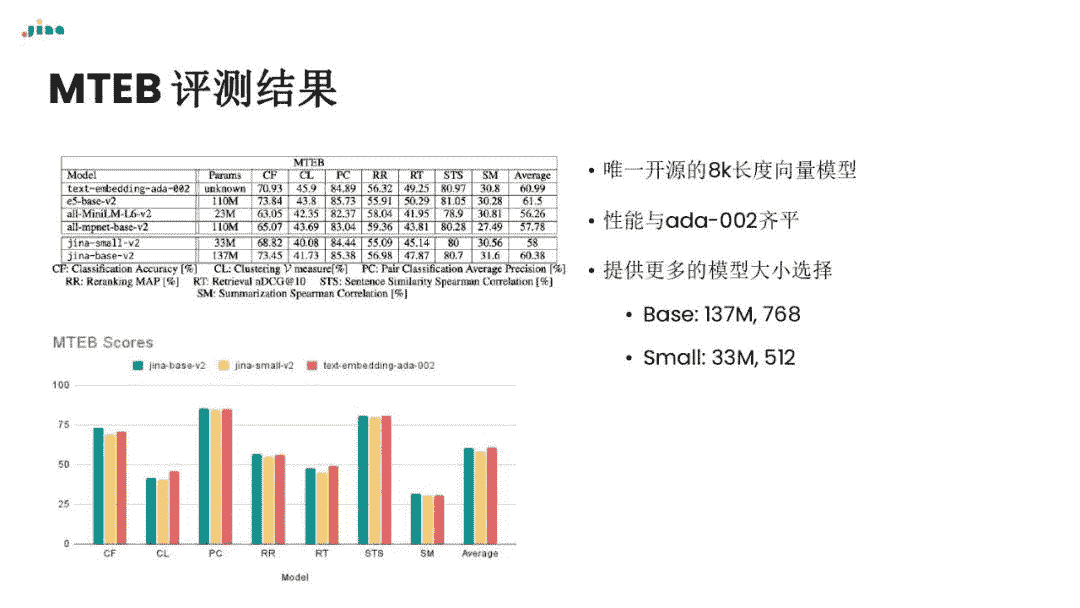 Jina
MTEB 评测结果
MTEB
Model Params CF CL PC RR RT STS SM Average
text-embedding-ada-002 unknown 70.93 45.9 84.89 56.32 49.25 80.97 30.8 60.99
e5-base-v2 110M 73.84 43.8 85.73 55.91 50.29 81.05 30.28 61.5
all-MiniLM-L6-v2 23M 63.05 42.35 82.37 58.04 41.95 78.9 30.81 56.26
all-mpnet-base-v2 110M 65.07 43.69 83.04 59.36 43.81 80.28 27.49 57.78
jina-small-v2 33M 68.82 40.08 84.44 55.09 45.14 80 30.56 58
jina-base-v2 137M 73.45 41.73 85.38 56.98 47.87 80.7 31.6 60.38
CF: Classification Accuracy [%] CL: Clustering V measure[%] PC: Pair Classification Average Precision [%]
RR: Reranking MAP [%] RT: Retrieval nDCG@10 STS: Sentence Similarity Spearman Correlation [%]
SM: Summarization Spearman Correlation [%]
• 唯一开源的8k长度向量模型
• 性能与ada-002齐平
• 提供更多的模型大小选择
• Base: 137M, 768
• Small: 33M, 512
MTEB Scores
jina-base-v2 jina-small-v2 text-embedding-ada-002
100
75
50
25
0
CF CL PC RR RT STS SM Average
Model